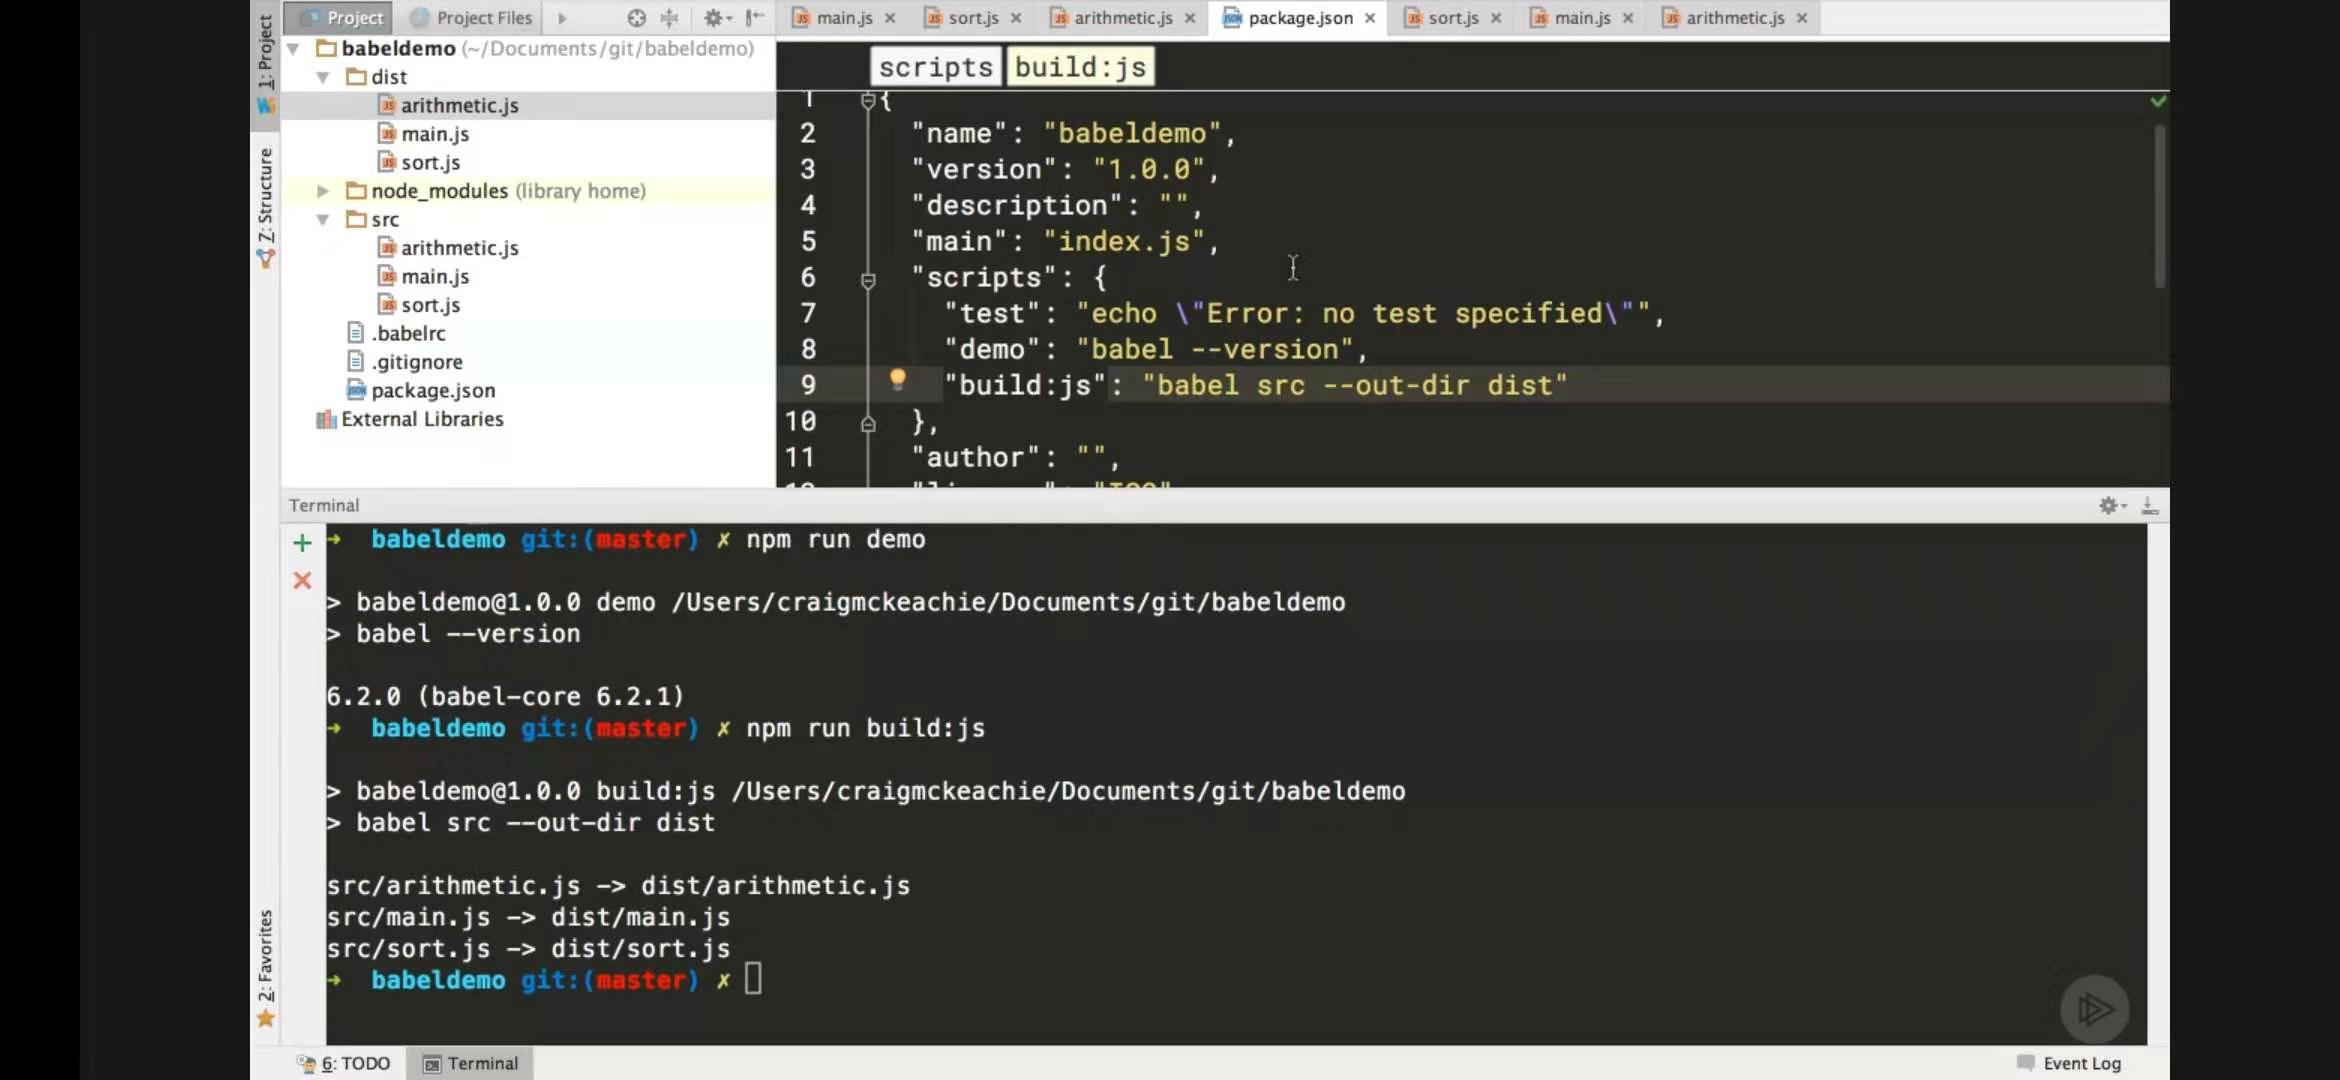 1: Project
Project
Project Files
main.js
sort.js
arithmetic.js
package.json
sort.js
main.js
arithmetic.js
babeldemo (~/Documents/git/babeldemo)
dist
arithmetic.js
main.js
sort.js
node_modules (library home)
src
arithmetic.js
main.js
sort.js
.babelrc
.gitignore
package.json
External Libraries
Z: Structure
2: Favorites
scripts build:js
1 {
2 "name": "babeldemo",
3 "version": "1.0.0",
4 "description": "",
5 "main": "index.js",
6 "scripts": {
7 "test": "echo \"Error: no test specified\"",
8 "demo": "babel --version",
9 "build:js": "babel src --out-dir dist"
10 },
11 "author": "",
Terminal
→ babeldemo git:(master) ✗ npm run demo
> babeldemo@1.0.0 demo /Users/craigmckeachie/Documents/git/babeldemo
> babel --version
6.2.0 (babel-core 6.2.1)
→ babeldemo git:(master) ✗ npm run build:js
> babeldemo@1.0.0 build:js /Users/craigmckeachie/Documents/git/babeldemo
> babel src --out-dir dist
src/arithmetic.js -> dist/arithmetic.js
src/main.js -> dist/main.js
src/sort.js -> dist/sort.js
→ babeldemo git:(master) ✗
6: TODO
Terminal
Event Log